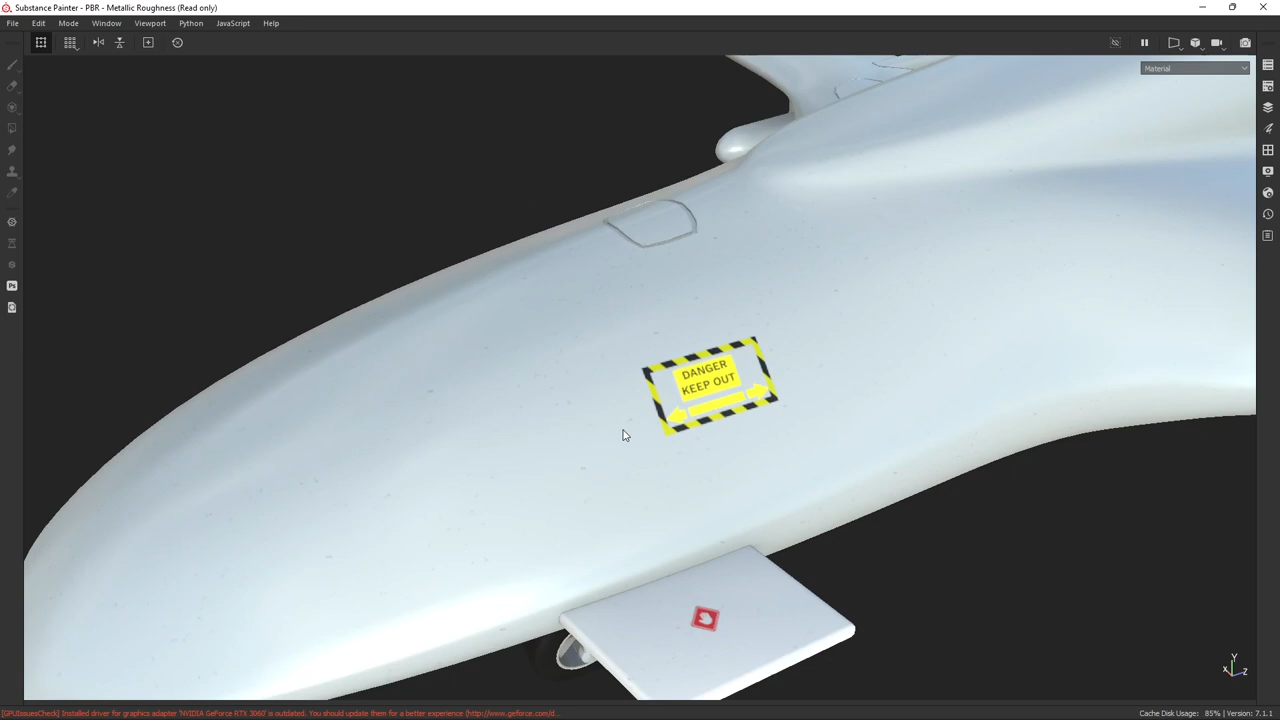 Substance Painter - PBR - Metallic Roughness (Read only)
File Edit Mode Window Viewport Python JavaScript Help
Material
Ps
DANGER
KEEP OUT
Y
X Z
[GPUIssuesCheck] Installed driver for graphics adapter 'NVIDIA GeForce RTX 3060' is outdated. You should update them for a better experience (http://www.geforce.com/d...
Cache Disk Usage: 85% | Version: 7.1.1